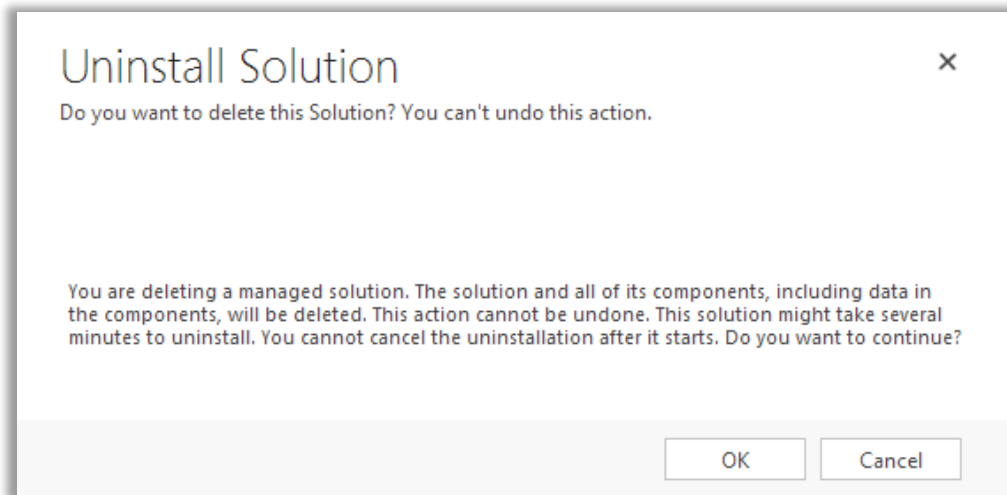 Uninstall Solution
Do you want to delete this Solution? You can't undo this action.
You are deleting a managed solution. The solution and all of its components, including data in
the components, will be deleted. This action cannot be undone. This solution might take several
minutes to uninstall. You cannot cancel the uninstallation after it starts. Do you want to continue?
OK Cancel